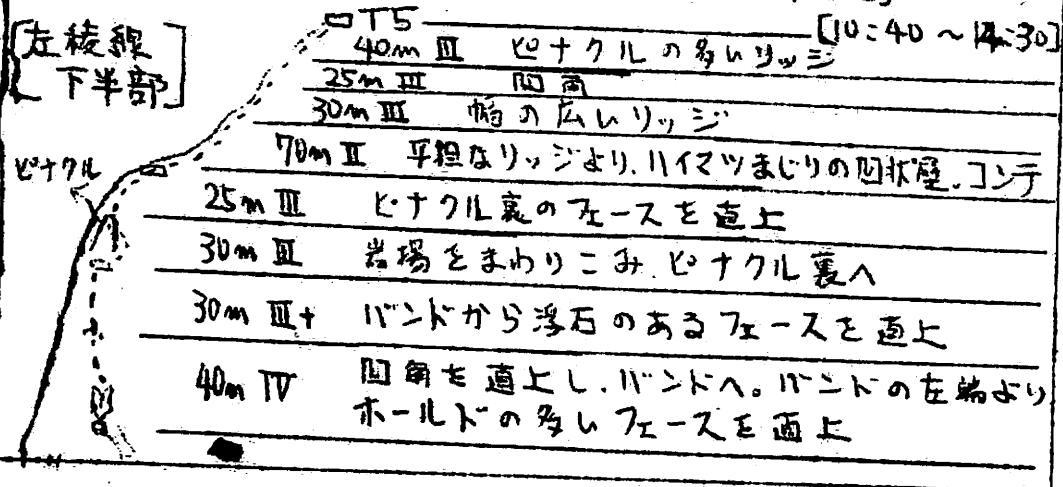 [左稜線
下半部]
T5
[10:40 ~ 14:30]
40m III ピナクルの多いリッジ
25m III 凹角
30m III 幅の広いリッジ
70m II 平担なリッジより、ハイマツまじりの凹状壁、コンテ
ピナクル
25m III ピナクル裏のフェースを直上
30m III 岩場をまわりこみ、ピナクル裏へ
30m III+ バンドから浮石のあるフェースを直上
40m IV 凹角を直上し、バンドへ。バンドの左端より
ホールドの多いフェースを直上